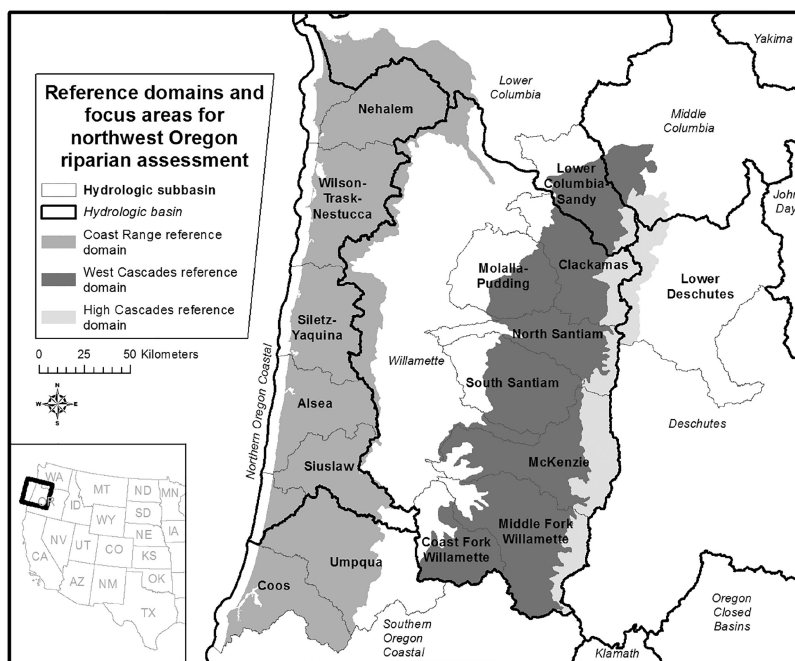 Reference domains and
focus areas for
northwest Oregon
riparian assessment
Hydrologic subbasin
Hydrologic basin
Coast Range reference
domain
West Cascades reference
domain
High Cascades reference
domain
0 25 50 Kilometers
N
W E
S
Nehalem
Wilson-
Trask-
Nestucca
Siletz-
Yaquina
Alsea
Siuslaw
Umpqua
Coos
Northern Oregon Coastal
Willamette
Lower
Columbia
Lower
Columbia
Sandy
Clackamas
Molalla-
Pudding
North Santiam
South Santiam
McKenzie
Middle Fork
Willamette
Coast Fork
Willamette
Southern
Oregon
Coastal
Yakima
Middle
Columbia
John
Day
Lower
Deschutes
Deschutes
Oregon
Closed
Basins
Klamath
WA
OR
ID
MT
ND
MN
SD
WY
NE
IA
NV
UT
CO
KS
CA
AZ
NM
OK
TX